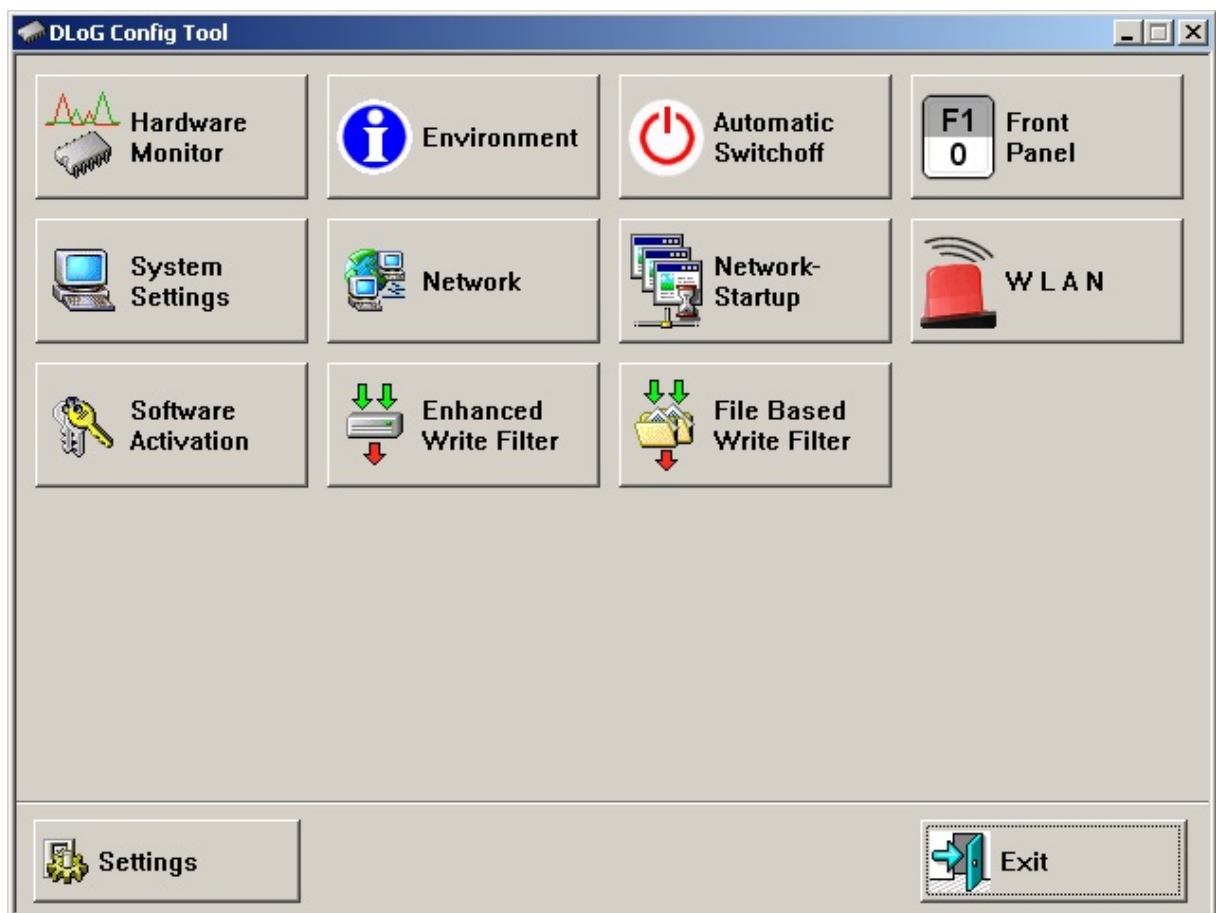 DLoG Config Tool
Hardware
Monitor
Environment
Automatic
Switchoff
F1
0
Front
Panel
System
Settings
Network
Network-
Startup
W L A N
Software
Activation
Enhanced
Write Filter
File Based
Write Filter
Settings
Exit